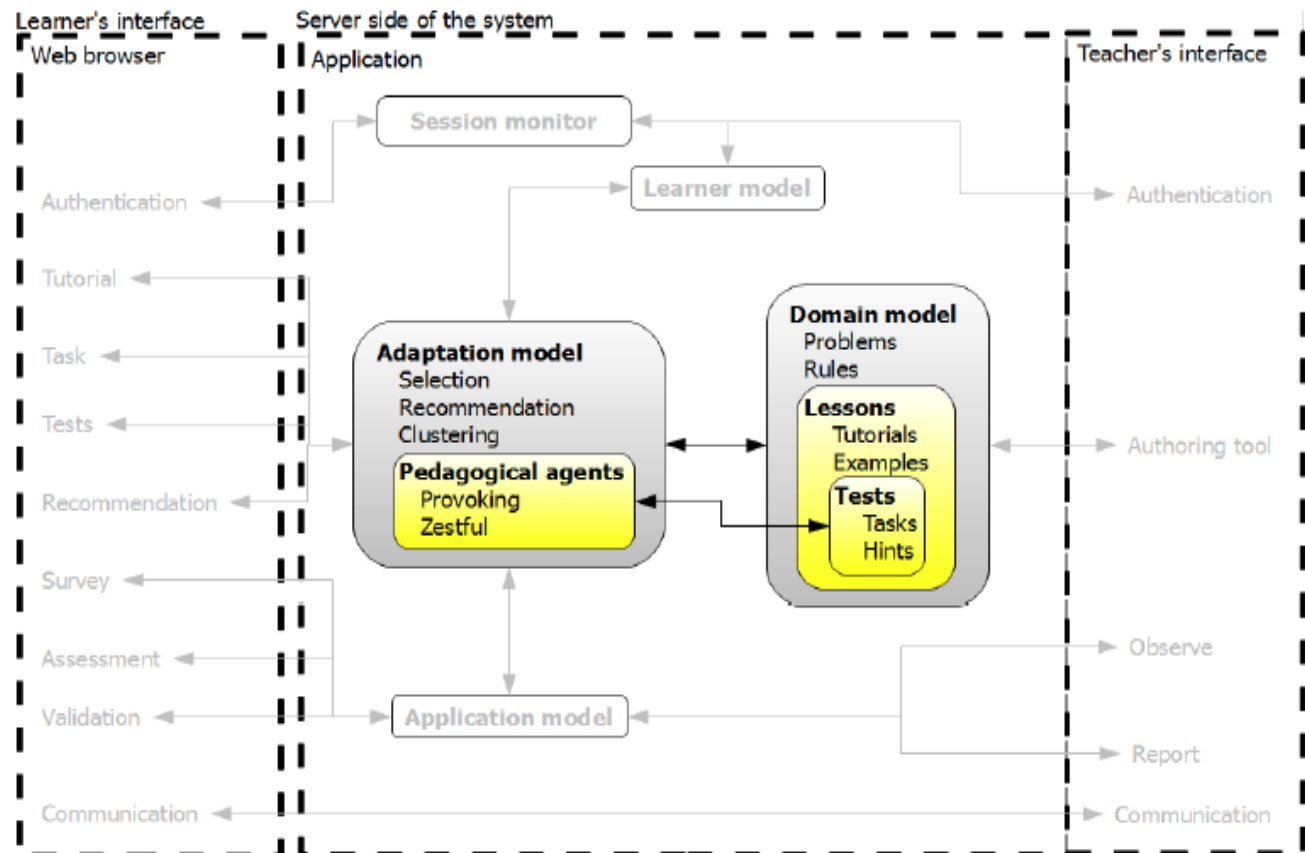 Learner's interface
Server side of the system
Web browser
Application
Teacher's interface
Session monitor
Learner model
Authentication
Authentication
Tutorial
Task
Tests
Recommendation
Adaptation model
Selection
Recommendation
Clustering
Pedagogical agents
Provoking
Zestful
Domain model
Problems
Rules
Lessons
Tutorials
Examples
Tests
Tasks
Hints
Authoring tool
Survey
Assessment
Validation
Application model
Observe
Report
Communication
Communication